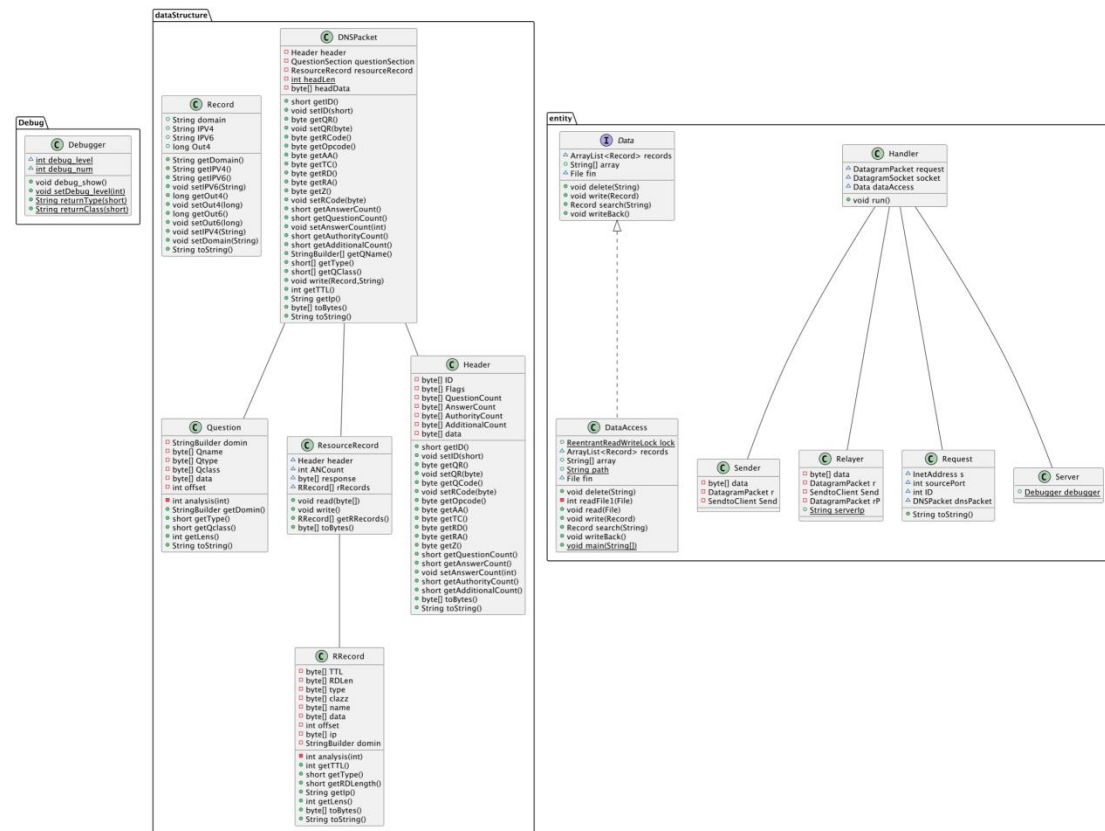 Debug
C Debugger
int debug_level
int debug_num
void debug_show()
void setDebug_level(int)
String returnType(short)
String returnClass(short)
dataStructure
C Record
String domain
String IPV4
String IPV6
long Out4
String getDomain()
String getIPV4()
String getIPV6()
void setIPV6(String)
long getOut4()
void setOut4(long)
long getOut6()
void setOut6(long)
void setIPV4(String)
void setDomain(String)
String toString()
C DNSPacket
Header header
QuestionSection questionSection
ResourceRecord resourceRecord
int headLen
byte[] headData
short getID()
void setID(short)
byte getQR()
void setQR(byte)
byte getRCode()
byte getOpcode()
byte getAA()
byte getTC()
byte getRD()
byte getRA()
byte getZ()
void setRCode(byte)
short getAnswerCount()
short getQuestionCount()
void setAnswerCount(int)
short getAuthorityCount()
short getAdditionalCount()
StringBuilder[] getQName()
short[] getType()
short[] getQClass()
void write(Record,String)
int getTTL()
String getIp()
byte[] toBytes()
String toString()
C Question
StringBuilder domin
byte[] Qname
byte[] Qtype
byte[] Qclass
byte[] data
int offset
int analysis(int)
StringBuilder getDomin()
short getType()
short getQclass()
int getLens()
String toString()
C ResourceRecord
Header header
int ANCount
byte[] response
RRecord[] rRecords
void read(byte[])
void write()
RRecord[] getRRecords()
byte[] toBytes()
C Header
byte[] ID
byte[] Flags
byte[] QuestionCount
byte[] AnswerCount
byte[] AuthorityCount
byte[] AdditionalCount
byte[] data
short getID()
void setID(short)
byte getQR()
void setQR(byte)
byte getQCode()
void setRCode(byte)
byte getOpcode()
byte getAA()
byte getTC()
byte getRD()
byte getRA()
byte getZ()
short getQuestionCount()
short getAnswerCount()
void setAnswerCount(int)
short getAuthorityCount()
short getAdditionalCount()
byte[] toBytes()
String toString()
C RRecord
byte[] TTL
byte[] RDLen
byte[] type
byte[] clazz
byte[] name
byte[] data
int offset
byte[] ip
StringBuilder domin
int analysis(int)
int getTTL()
short getType()
short getRDLength()
String getIp()
int getLens()
byte[] toBytes()
String toString()
entity
I Data
ArrayList<Record> records
String[] array
File fin
void delete(String)
void write(Record)
Record search(String)
void writeBack()
C Handler
DatagramPacket request
DatagramSocket socket
Data dataAccess
void run()
C DataAccess
ReentrantReadWriteLock lock
ArrayList<Record> records
String[] array
String path
File fin
void delete(String)
int readFile1(File)
void read(File)
void write(Record)
Record search(String)
void writeBack()
void main(String[])
C Sender
byte[] data
DatagramPacket r
SendtoClient Send
C Relayer
byte[] data
DatagramPacket r
SendtoClient Send
DatagramPacket rP
String serverIp
C Request
InetAddress s
int sourcePort
int ID
DNSPacket dnsPacket
String toString()
C Server
Debugger debugger